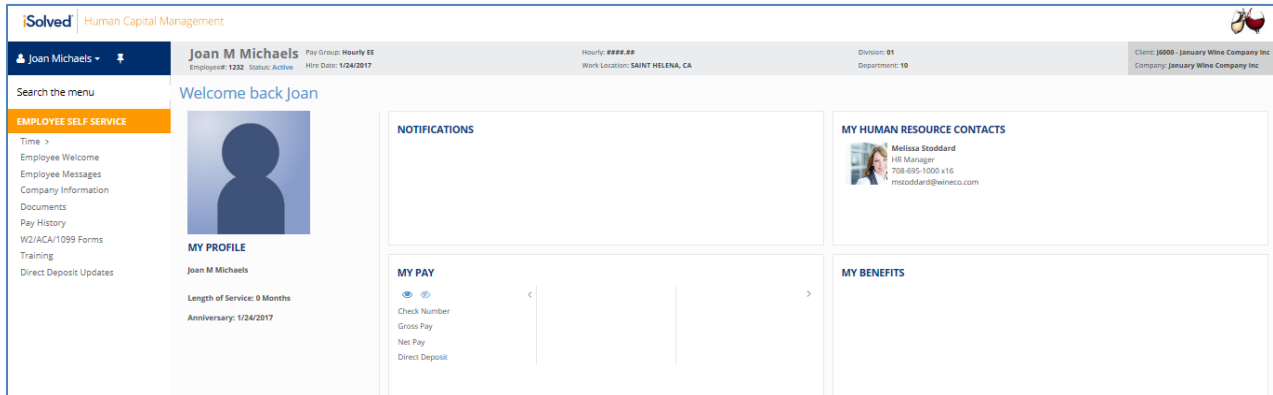 iSolved Human Capital Management
Joan Michaels
Joan M Michaels Pay Group: Hourly EE
Employee#: 1232 Status: Active Hire Date: 1/24/2017
Hourly: ####.##
Work Location: SAINT HELENA, CA
Division: 01
Department: 10
Client: J6000 - January Wine Company Inc
Company: January Wine Company Inc
Search the menu
EMPLOYEE SELF SERVICE
Time >
Employee Welcome
Employee Messages
Company Information
Documents
Pay History
W2/ACA/1099 Forms
Training
Direct Deposit Updates
Welcome back Joan
MY PROFILE
Joan M Michaels
Length of Service: 0 Months
Anniversary: 1/24/2017
NOTIFICATIONS
MY HUMAN RESOURCE CONTACTS
Melissa Stoddard
HR Manager
708-695-1000 x16
mstoddard@wineco.com
MY PAY
Check Number
Gross Pay
Net Pay
Direct Deposit
MY BENEFITS